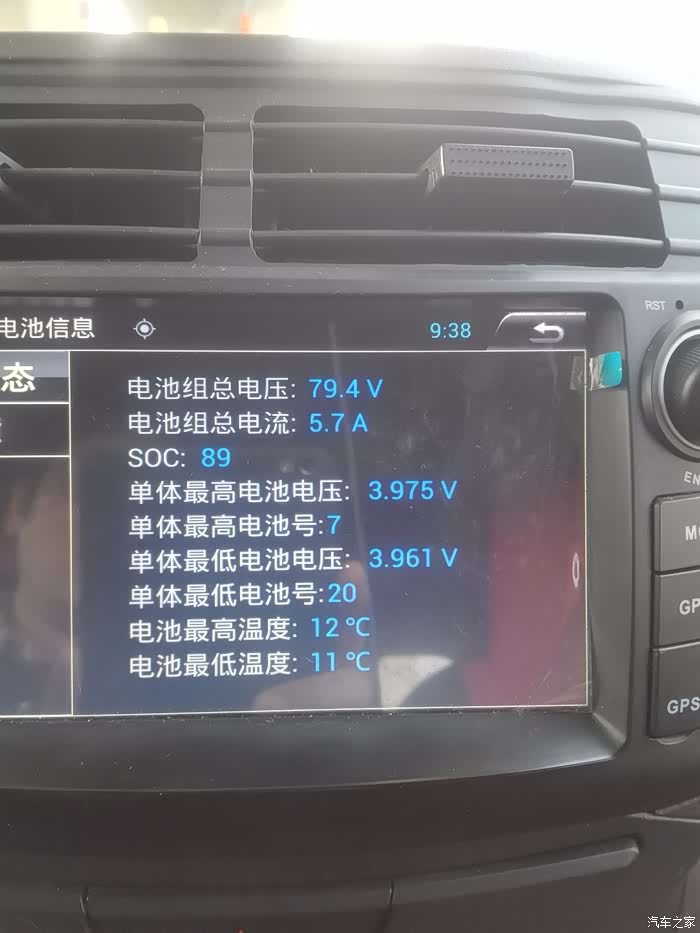 RST
电池信息
9:38
态
电池组总电压: 79.4 V
电池组总电流: 5.7 A
SOC: 89
单体最高电池电压: 3.975 V
单体最高电池号:7
单体最低电池电压: 3.961 V
单体最低电池号:20
电池最高温度: 12 ℃
电池最低温度: 11 ℃
EN
GP
GPS
汽车之家